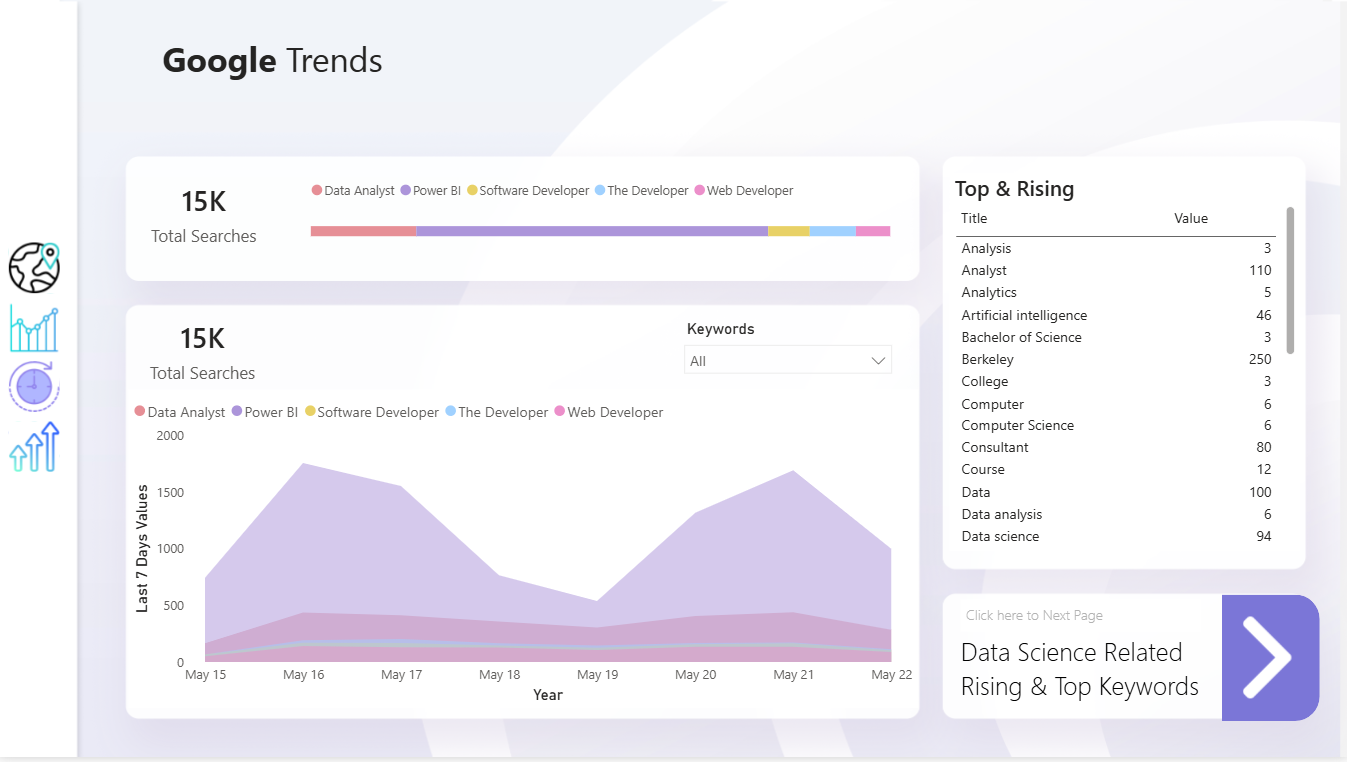 Google Trends
15K
Total Searches
Data Analyst Power BI Software Developer The Developer Web Developer
15K
Total Searches
Keywords
All
Data Analyst Power BI Software Developer The Developer Web Developer
Last 7 Days Values
2000
1500
1000
500
0
May 15 May 16 May 17 May 18 May 19 May 20 May 21 May 22
Year
Top & Rising
Title Value
Analysis 3
Analyst 110
Analytics 5
Artificial intelligence 46
Bachelor of Science 3
Berkeley 250
College 3
Computer 6
Computer Science 6
Consultant 80
Course 12
Data 100
Data analysis 6
Data science 94
Click here to Next Page
Data Science Related
Rising & Top Keywords